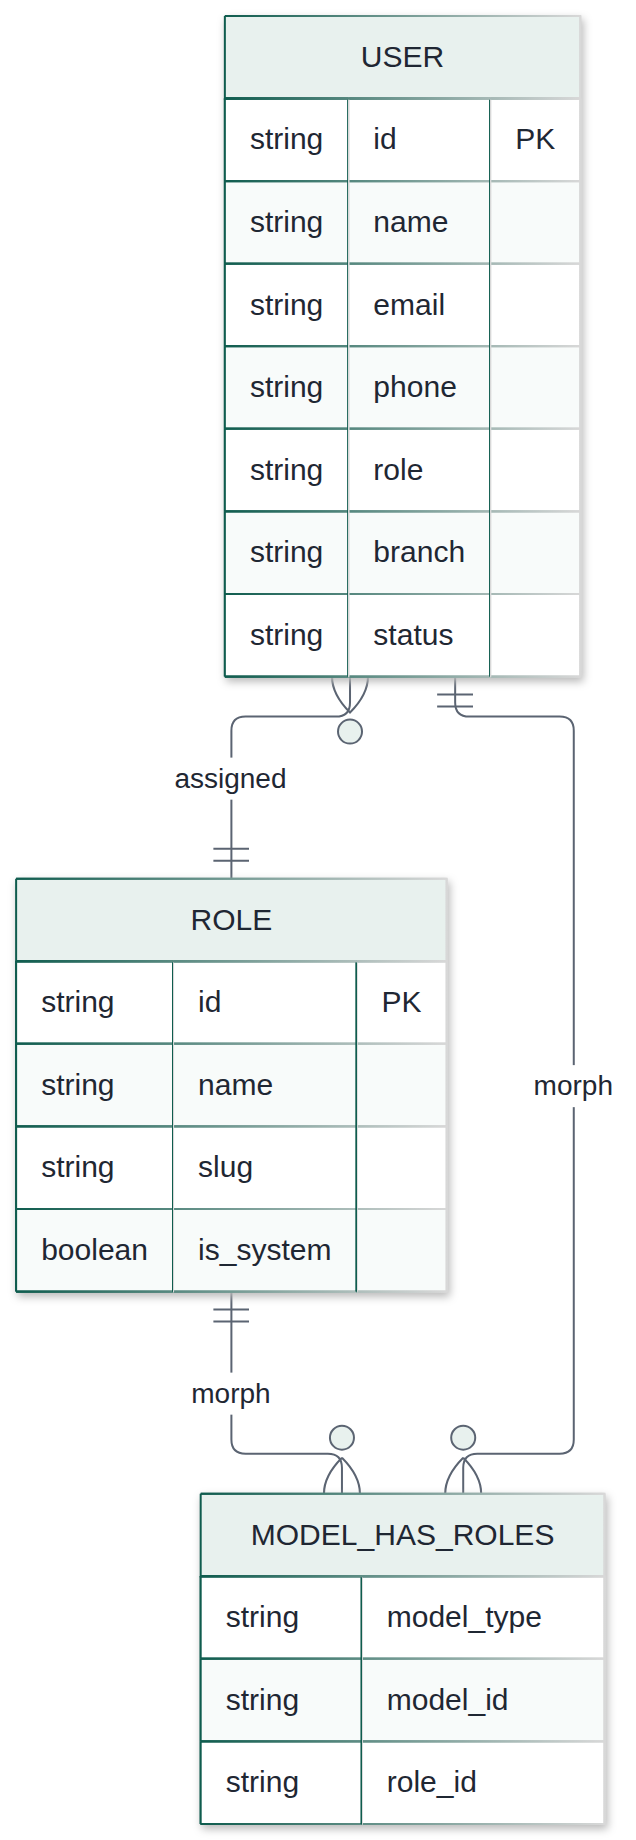 USER
string id PK
string name
string email
string phone
string role
string branch
string status
assigned
ROLE
string id PK
string name
morph
string slug
boolean is_system
morph
MODEL_HAS_ROLES
string model_type
string model_id
string role_id